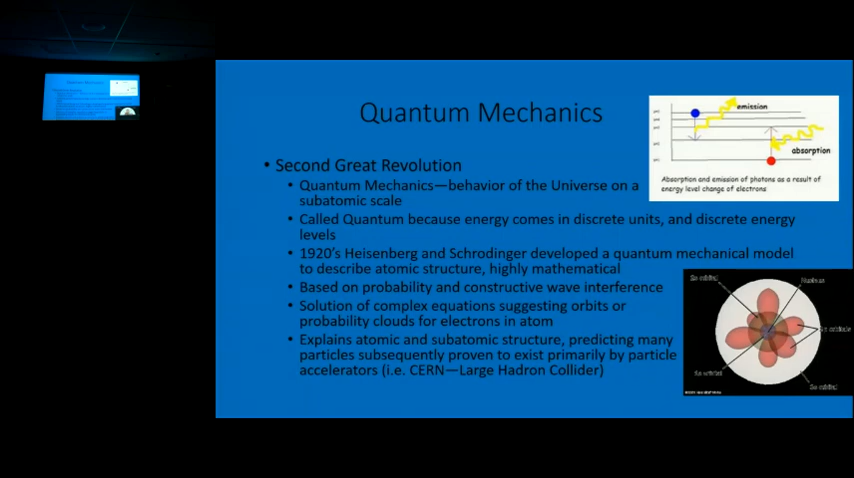 Quantum Mechanics
• Second Great Revolution
• Quantum Mechanics—behavior of the Universe on a
subatomic scale
• Called Quantum because energy comes in discrete units, and discrete energy
levels
• 1920's Heisenberg and Schrodinger developed a quantum mechanical model
to describe atomic structure, highly mathematical
• Based on probability and constructive wave interference
• Solution of complex equations suggesting orbits or
probability clouds for electrons in atom
• Explains atomic and subatomic structure, predicting many
particles subsequently proven to exist primarily by particle
accelerators (i.e. CERN—Large Hadron Collider)
emission
absorption
Absorption and emission of photons as a result of
energy level change of electrons
Nucleus